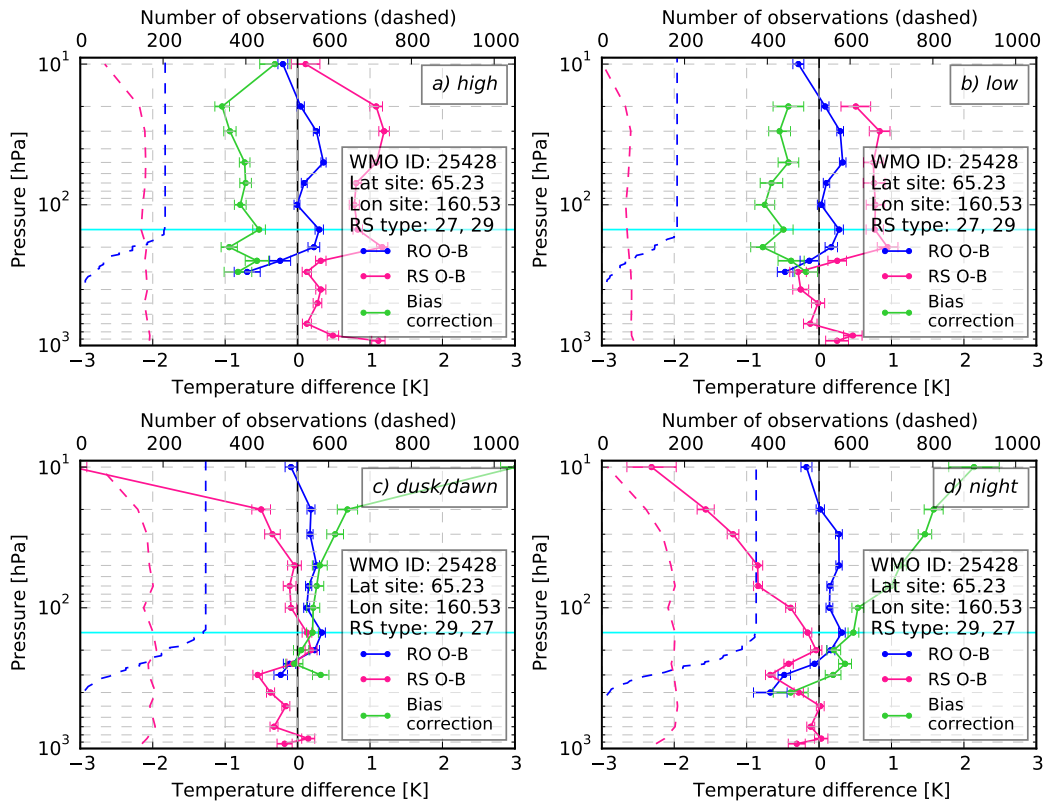 Number of observations (dashed)
0 200 400 600 800 1000
10¹
10²
10³
Pressure [hPa]
a) high
WMO ID: 25428
Lat site: 65.23
Lon site: 160.53
RS type: 27, 29
RO O-B
RS O-B
Bias
correction
−3 −2 −1 0 1 2 3
Temperature difference [K]
Number of observations (dashed)
0 200 400 600 800 1000
10¹
10²
10³
Pressure [hPa]
b) low
WMO ID: 25428
Lat site: 65.23
Lon site: 160.53
RS type: 27, 29
RO O-B
RS O-B
Bias
correction
−3 −2 −1 0 1 2 3
Temperature difference [K]
Number of observations (dashed)
0 200 400 600 800 1000
10¹
10²
10³
Pressure [hPa]
c) dusk/dawn
WMO ID: 25428
Lat site: 65.23
Lon site: 160.53
RS type: 29, 27
RO O-B
RS O-B
Bias
correction
−3 −2 −1 0 1 2 3
Temperature difference [K]
Number of observations (dashed)
0 200 400 600 800 1000
10¹
10²
10³
Pressure [hPa]
d) night
WMO ID: 25428
Lat site: 65.23
Lon site: 160.53
RS type: 29, 27
RO O-B
RS O-B
Bias
correction
−3 −2 −1 0 1 2 3
Temperature difference [K]